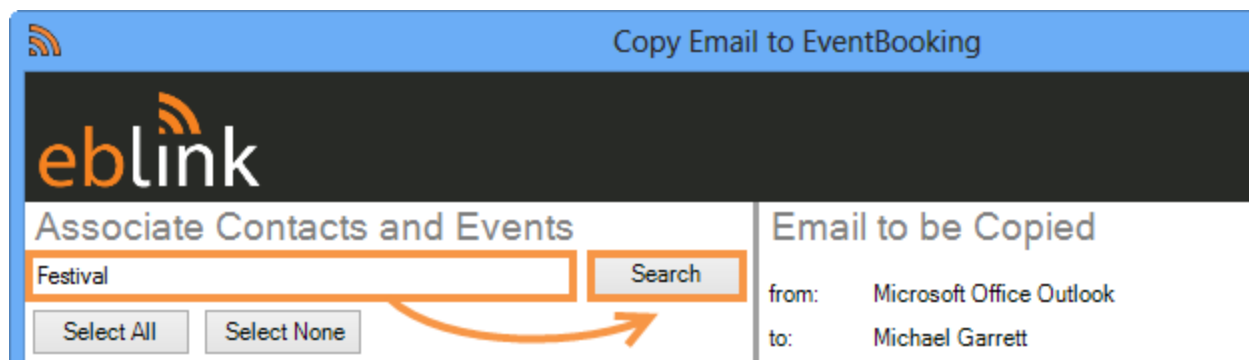 Copy Email to EventBooking
eblink
Associate Contacts and Events
Festival
Search
Select All
Select None
Email to be Copied
from: Microsoft Office Outlook
to: Michael Garrett